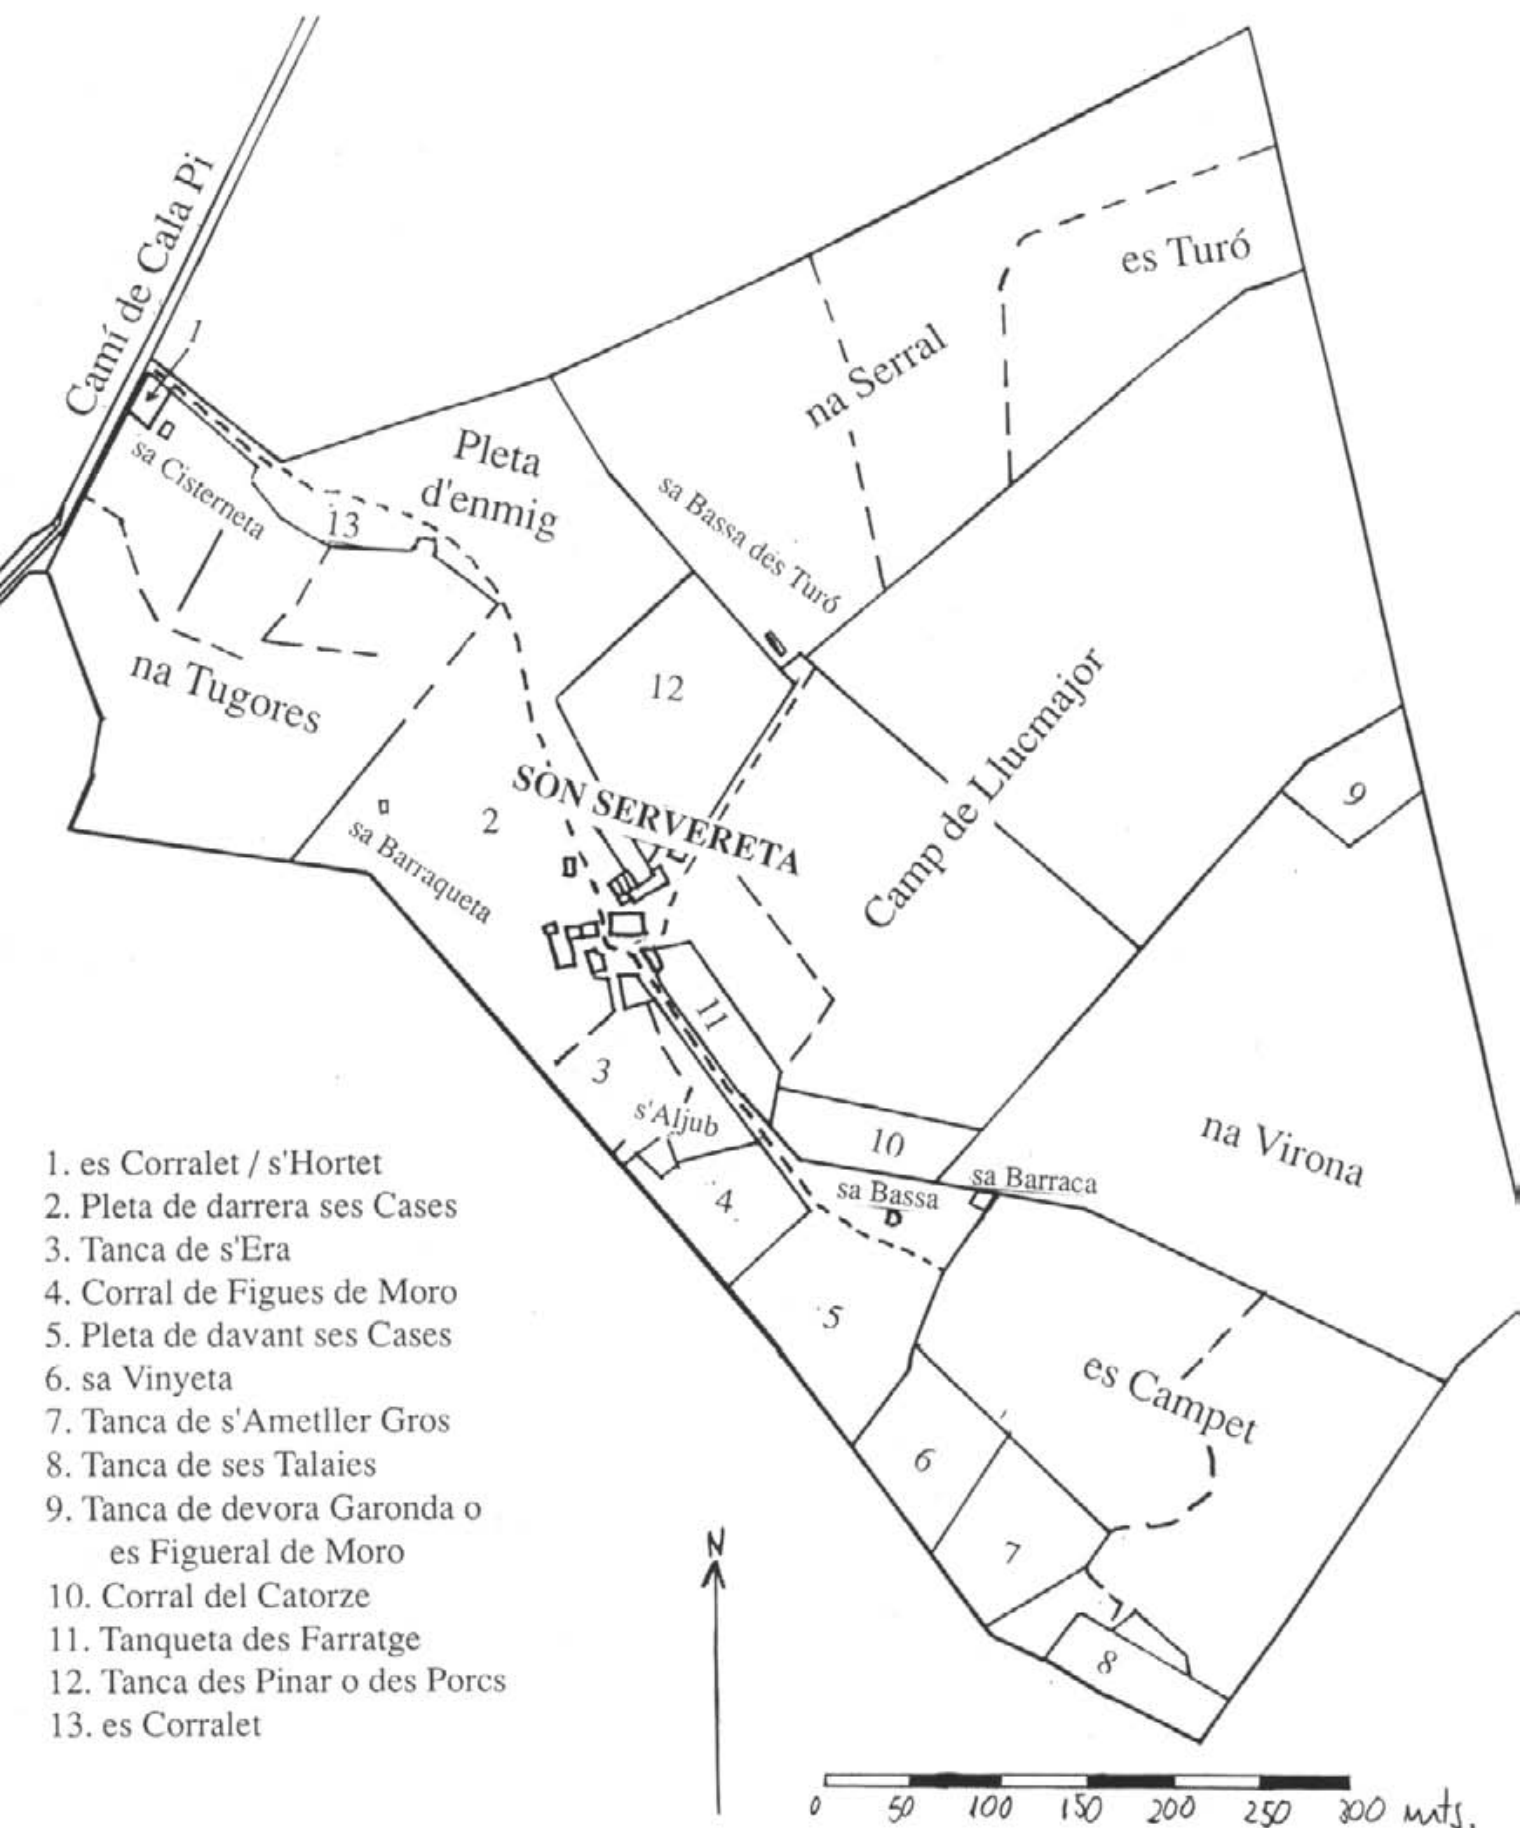 Camí de Cala Pi
1
sa Cisterneta
13
Pleta
d'enmig
es Turó
na Serral
sa Bassa des Turó
na Tugores
12
SON SERVERETA
2
sa Barraqueta
Camp de Llucmajor
9
11
3
s'Aljub
10
na Virona
4
sa Bassa
sa Barraca
5
es Campet
6
7
8
1. es Corralet / s'Hortet
2. Pleta de darrera ses Cases
3. Tanca de s'Era
4. Corral de Figues de Moro
5. Pleta de davant ses Cases
6. sa Vinyeta
7. Tanca de s'Ametller Gros
8. Tanca de ses Talaies
9. Tanca de devora Garonda o
es Figueral de Moro
10. Corral del Catorze
11. Tanqueta des Farratge
12. Tanca des Pinar o des Porcs
13. es Corralet
N
0 50 100 150 200 250 300 mts.